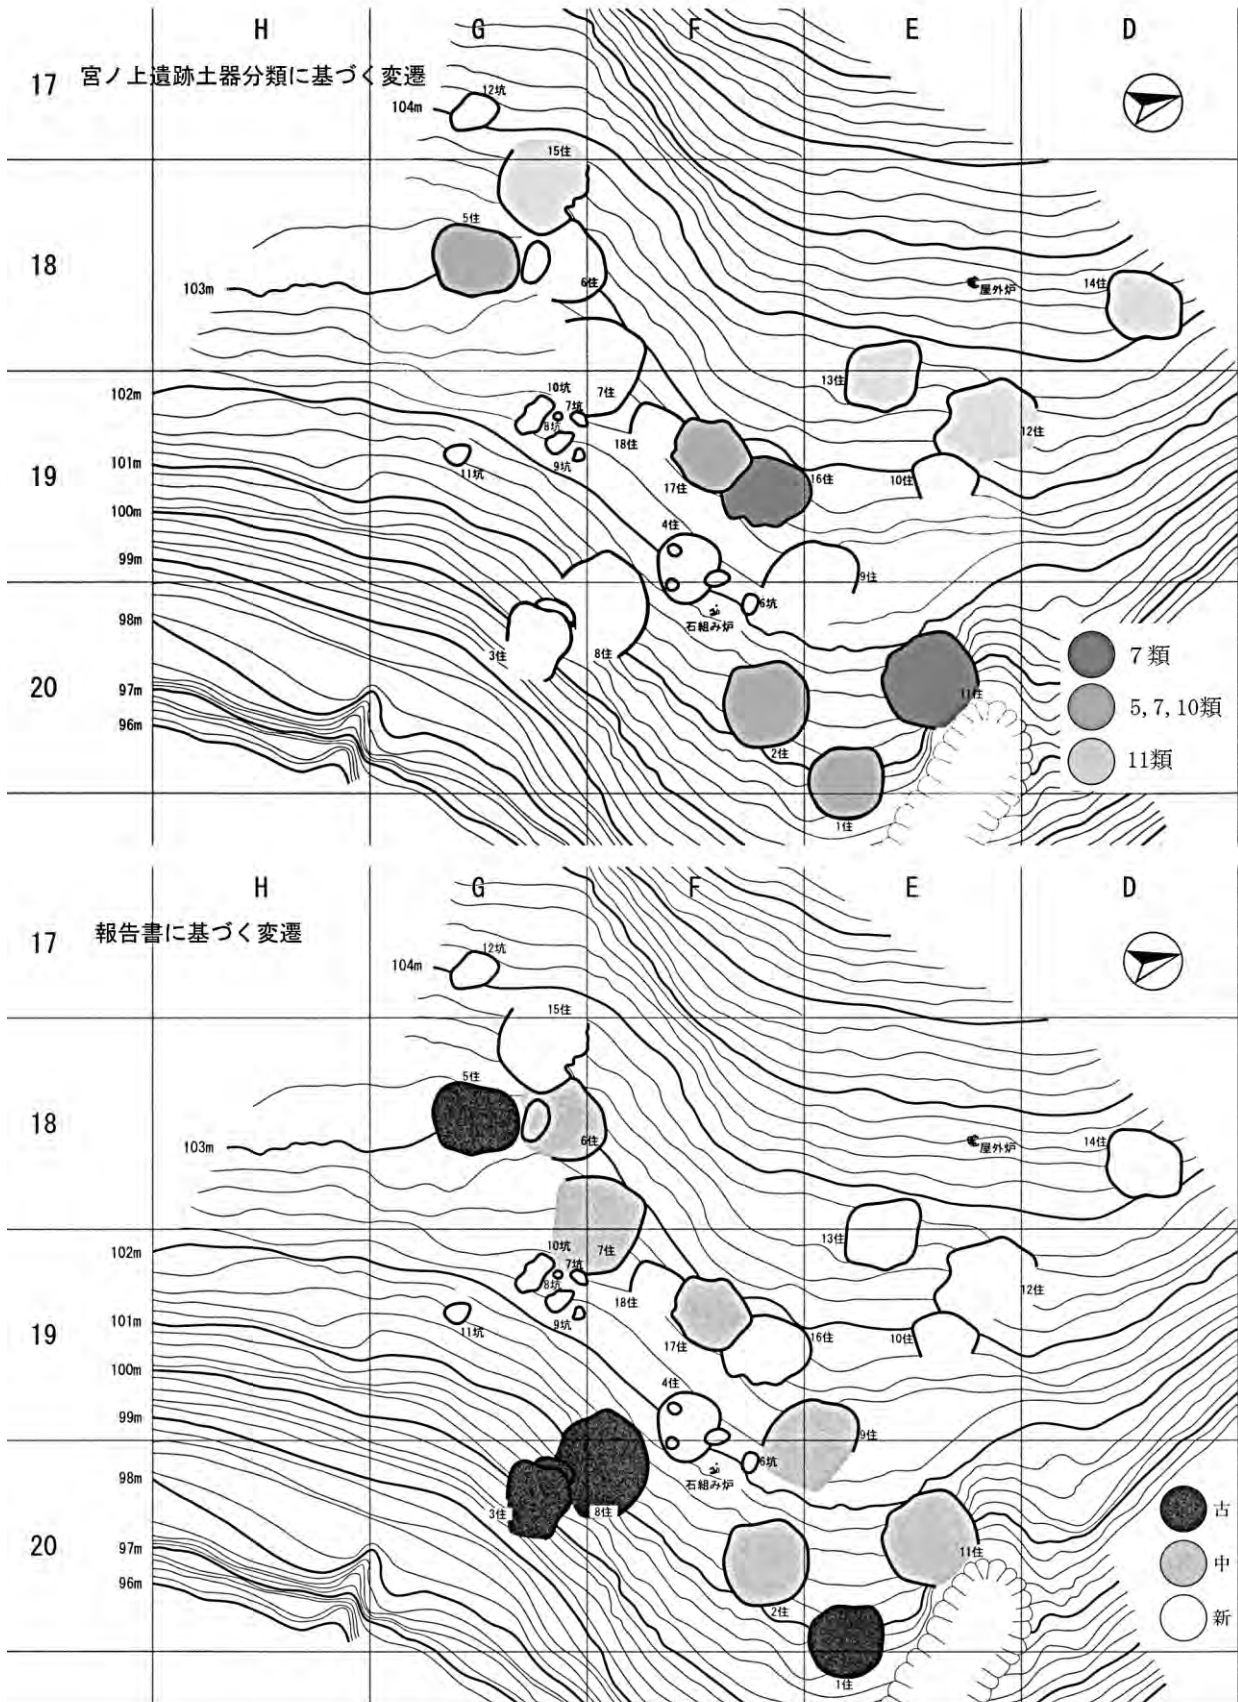 H G F E D
17 宮ノ上遺跡土器分類に基づく変遷
12坑
104m
15住
5住
18
6住
103m
屋外炉
14住
102m
10坑
7坑
7住
13住
8坑
18住
12住
101m
11坑
9坑
19
17住
16住
10住
100m
4住
99m
9住
6坑
98m
石組み炉
3住
8住
7類
20
97m
11住
5,7,10類
96m
2住
11類
1住
H G F E D
17 報告書に基づく変遷
12坑
104m
15住
5住
18
6住
103m
屋外炉
14住
102m
10坑
7坑
7住
13住
8坑
18住
12住
101m
11坑
9坑
19
17住
16住
10住
100m
4住
99m
9住
6坑
98m
石組み炉
3住
8住
古
20
97m
11住
中
96m
2住
新
1住